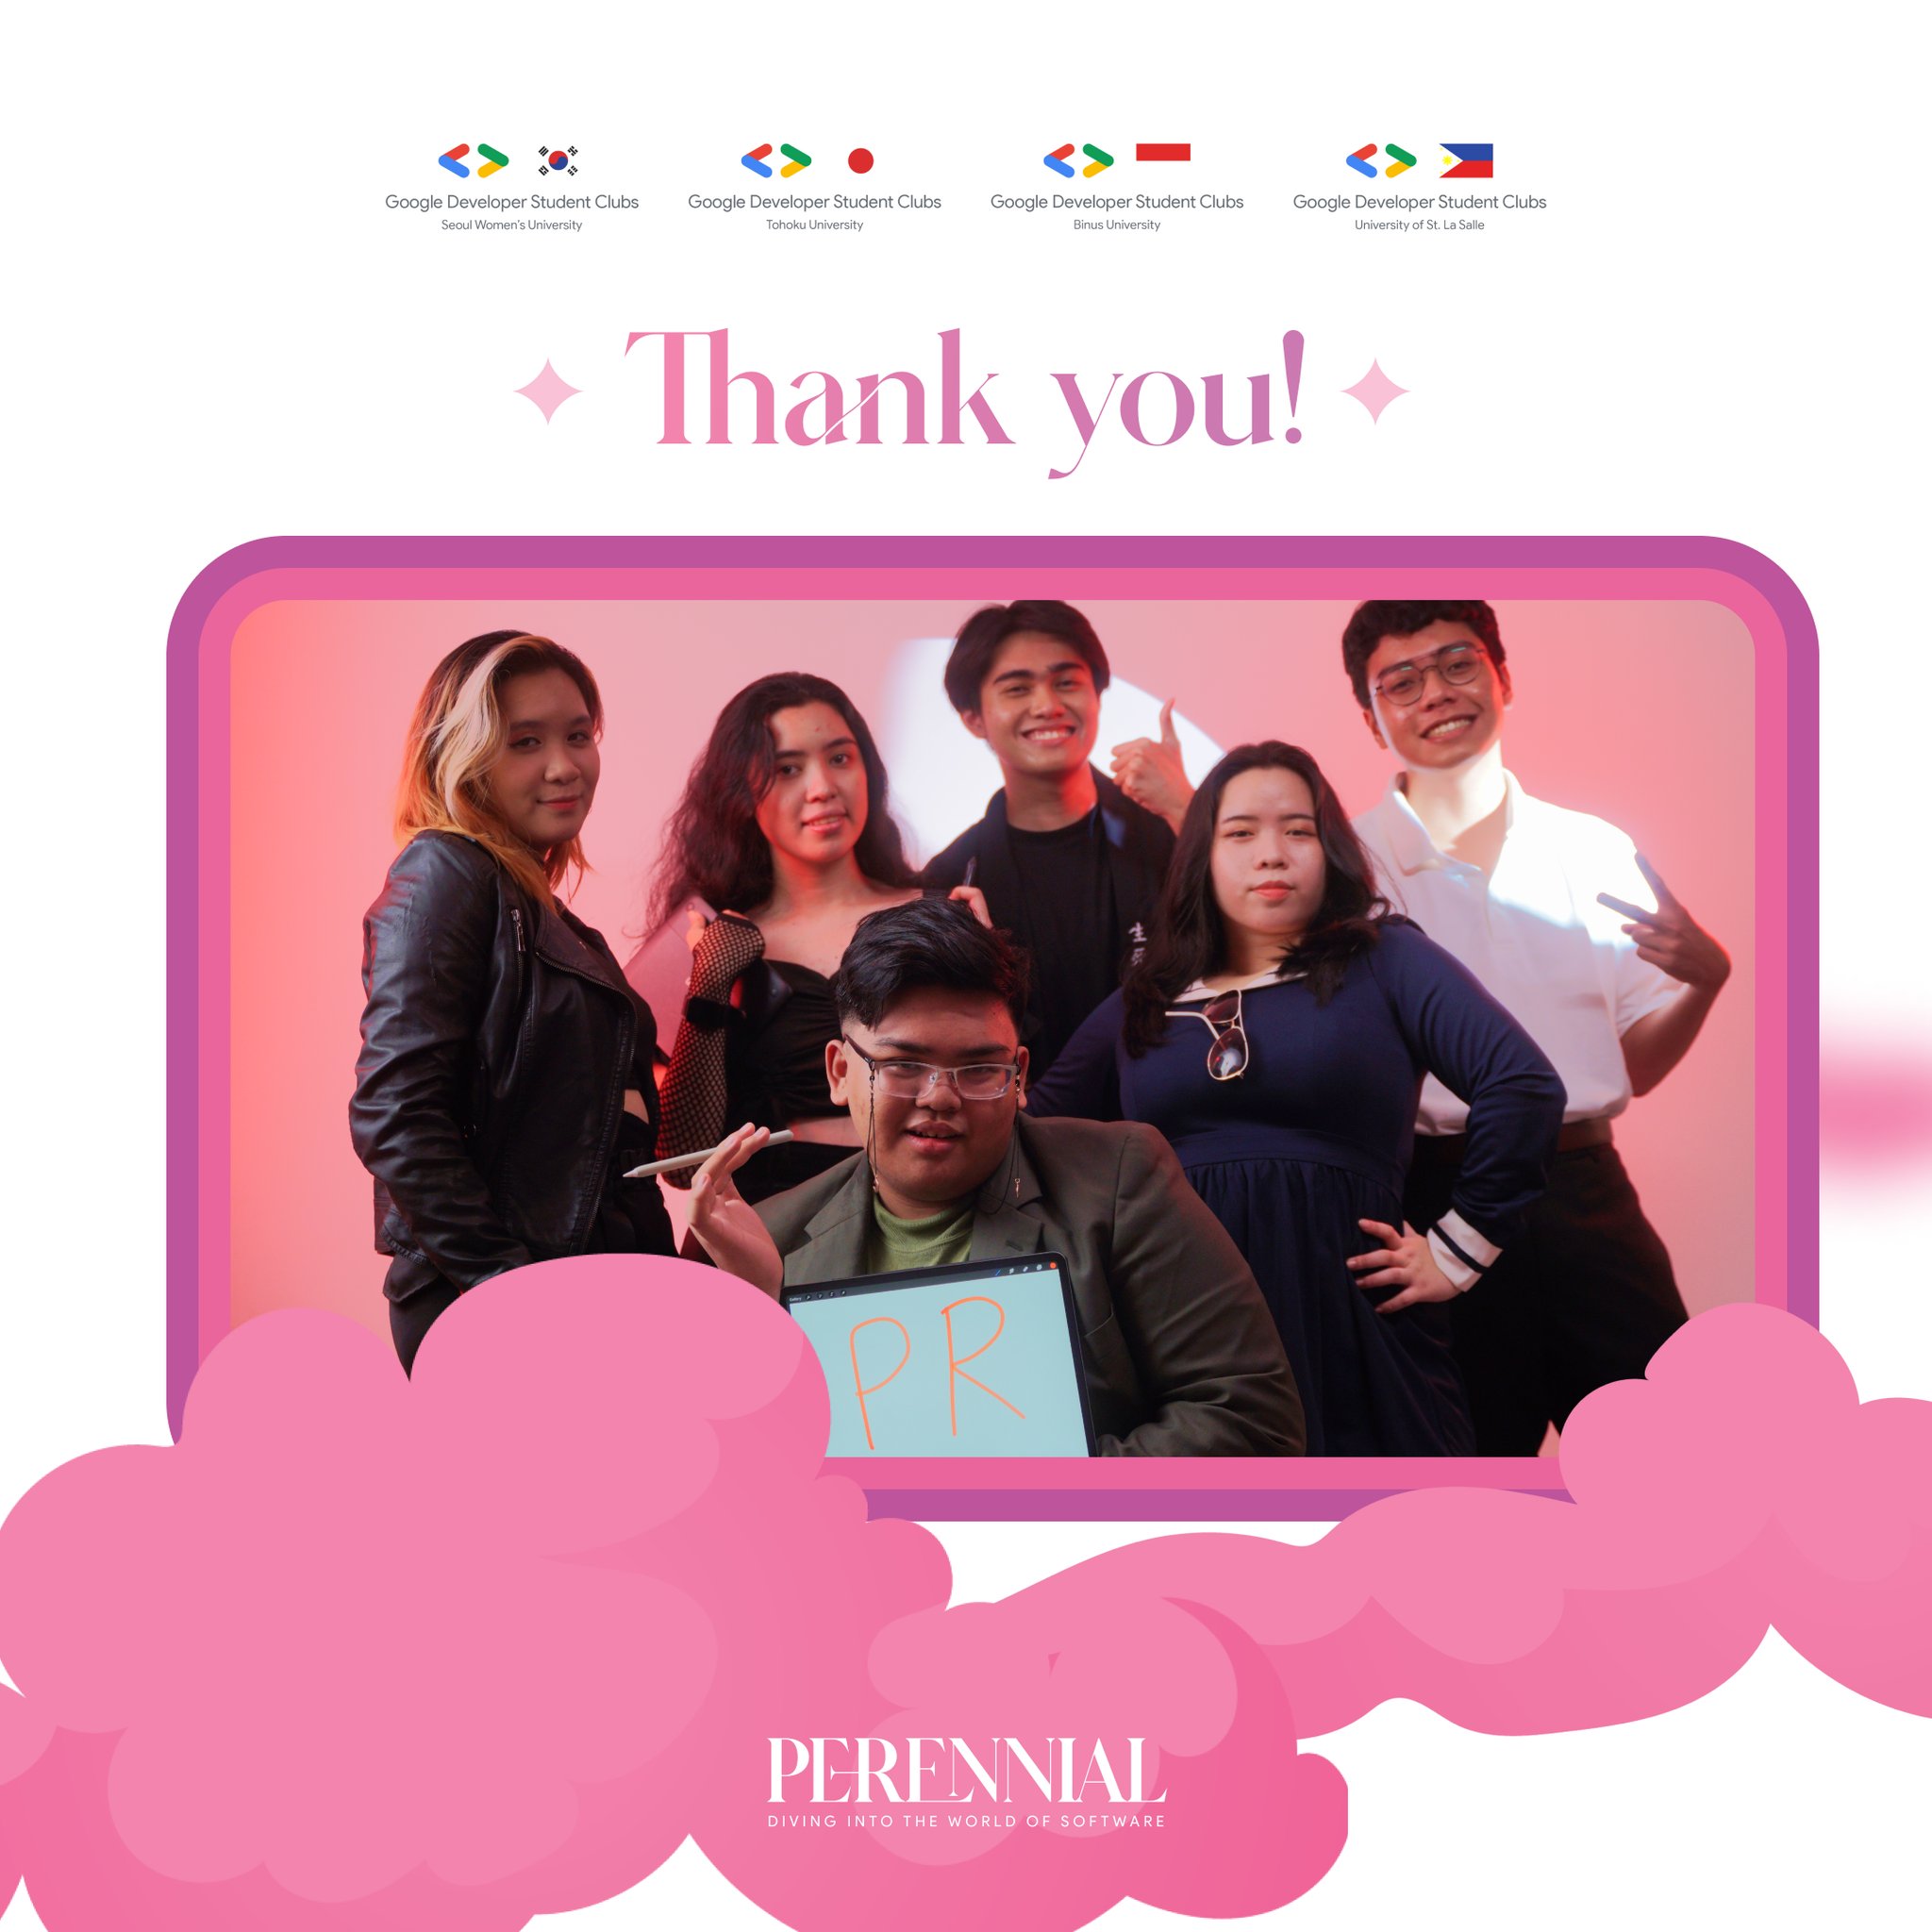 Google Developer Student Clubs
Seoul Women's University
Google Developer Student Clubs
Tohoku University
Google Developer Student Clubs
Binus University
Google Developer Student Clubs
University of St. La Salle
Thank you!
生
PR
PERENNIAL
DIVING INTO THE WORLD OF SOFTWARE